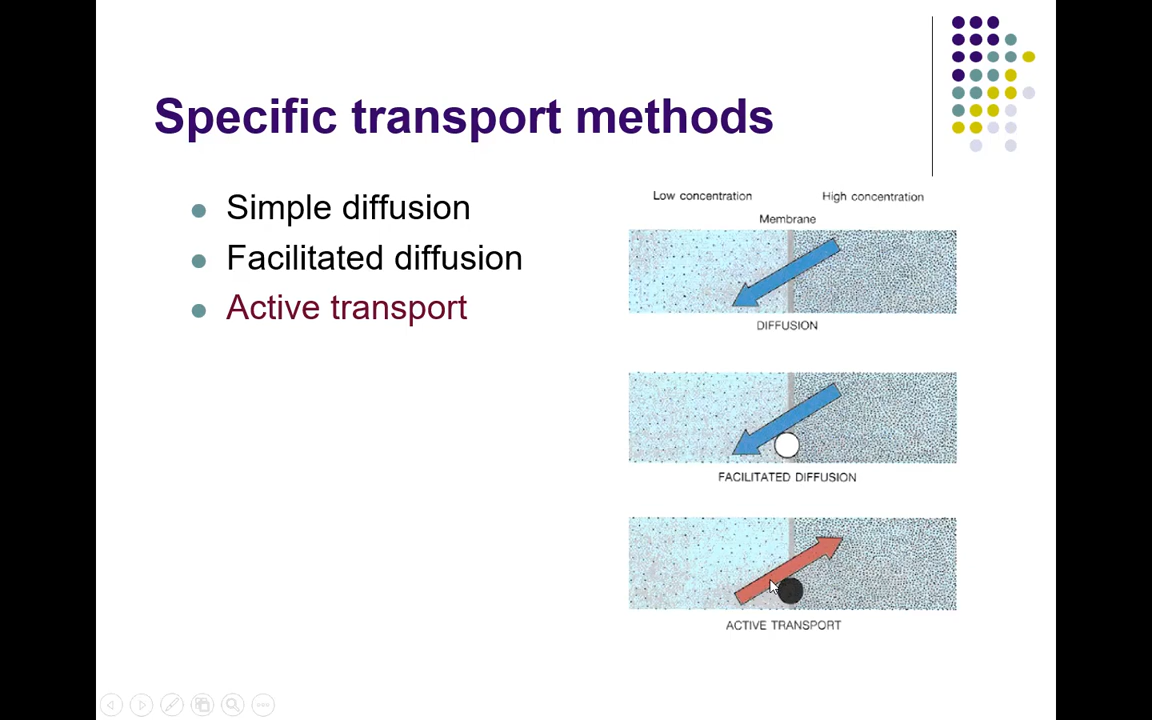 Specific transport methods
Simple diffusion
Facilitated diffusion
Active transport
Low concentration
High concentration
Membrane
DIFFUSION
FACILITATED DIFFUSION
ACTIVE TRANSPORT